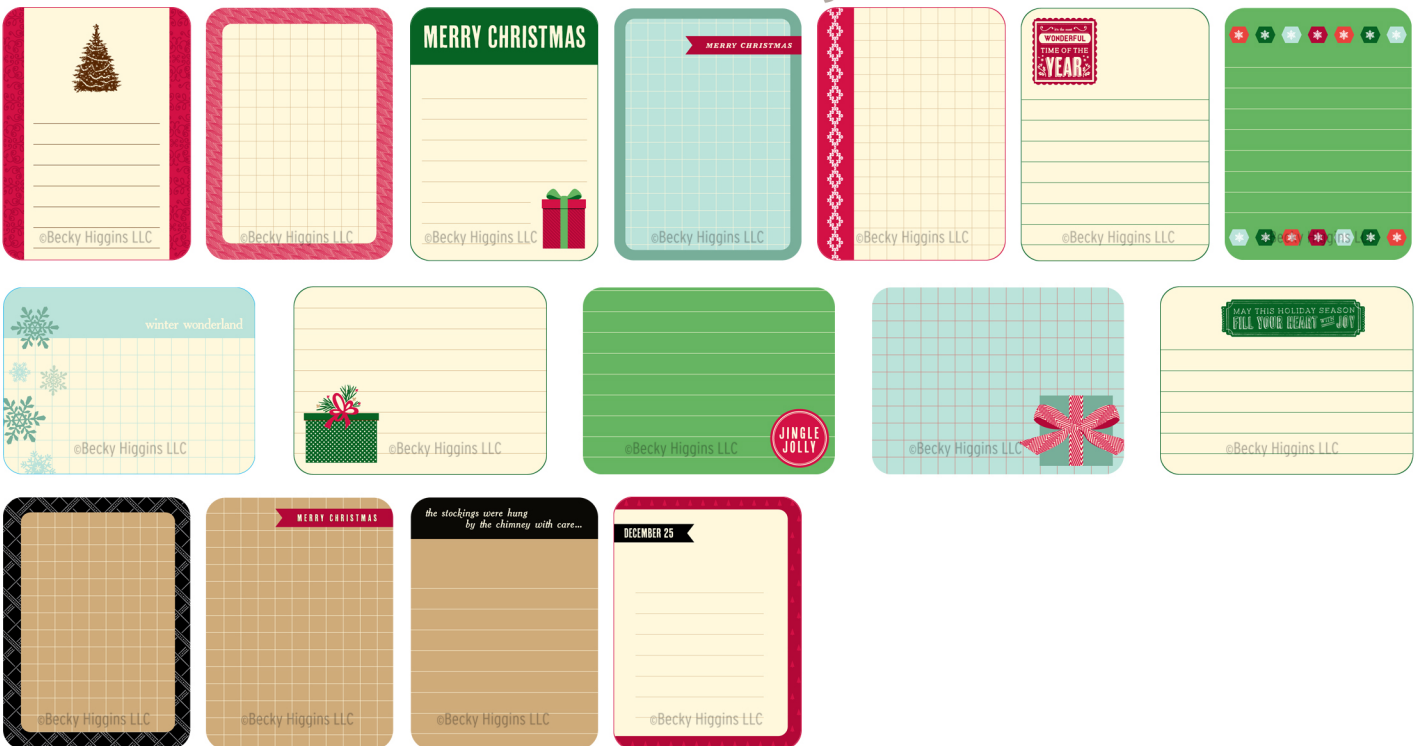 MERRY CHRISTMAS
MERRY CHRISTMAS
It's the most
WONDERFUL
TIME OF THE
YEAR
©Becky Higgins LLC
©Becky Higgins LLC
©Becky Higgins LLC
©Becky Higgins LLC
©Becky Higgins LLC
©Becky Higgins LLC
winter wonderland
MAY THIS HOLIDAY SEASON
FILL YOUR HEART WITH JOY
JINGLE
JOLLY
©Becky Higgins LLC
©Becky Higgins LLC
©Becky Higgins LLC
©Becky Higgins LLC
©Becky Higgins LLC
MERRY CHRISTMAS
the stockings were hung
by the chimney with care...
DECEMBER 25
©Becky Higgins LLC
©Becky Higgins LLC
©Becky Higgins LLC
©Becky Higgins LLC